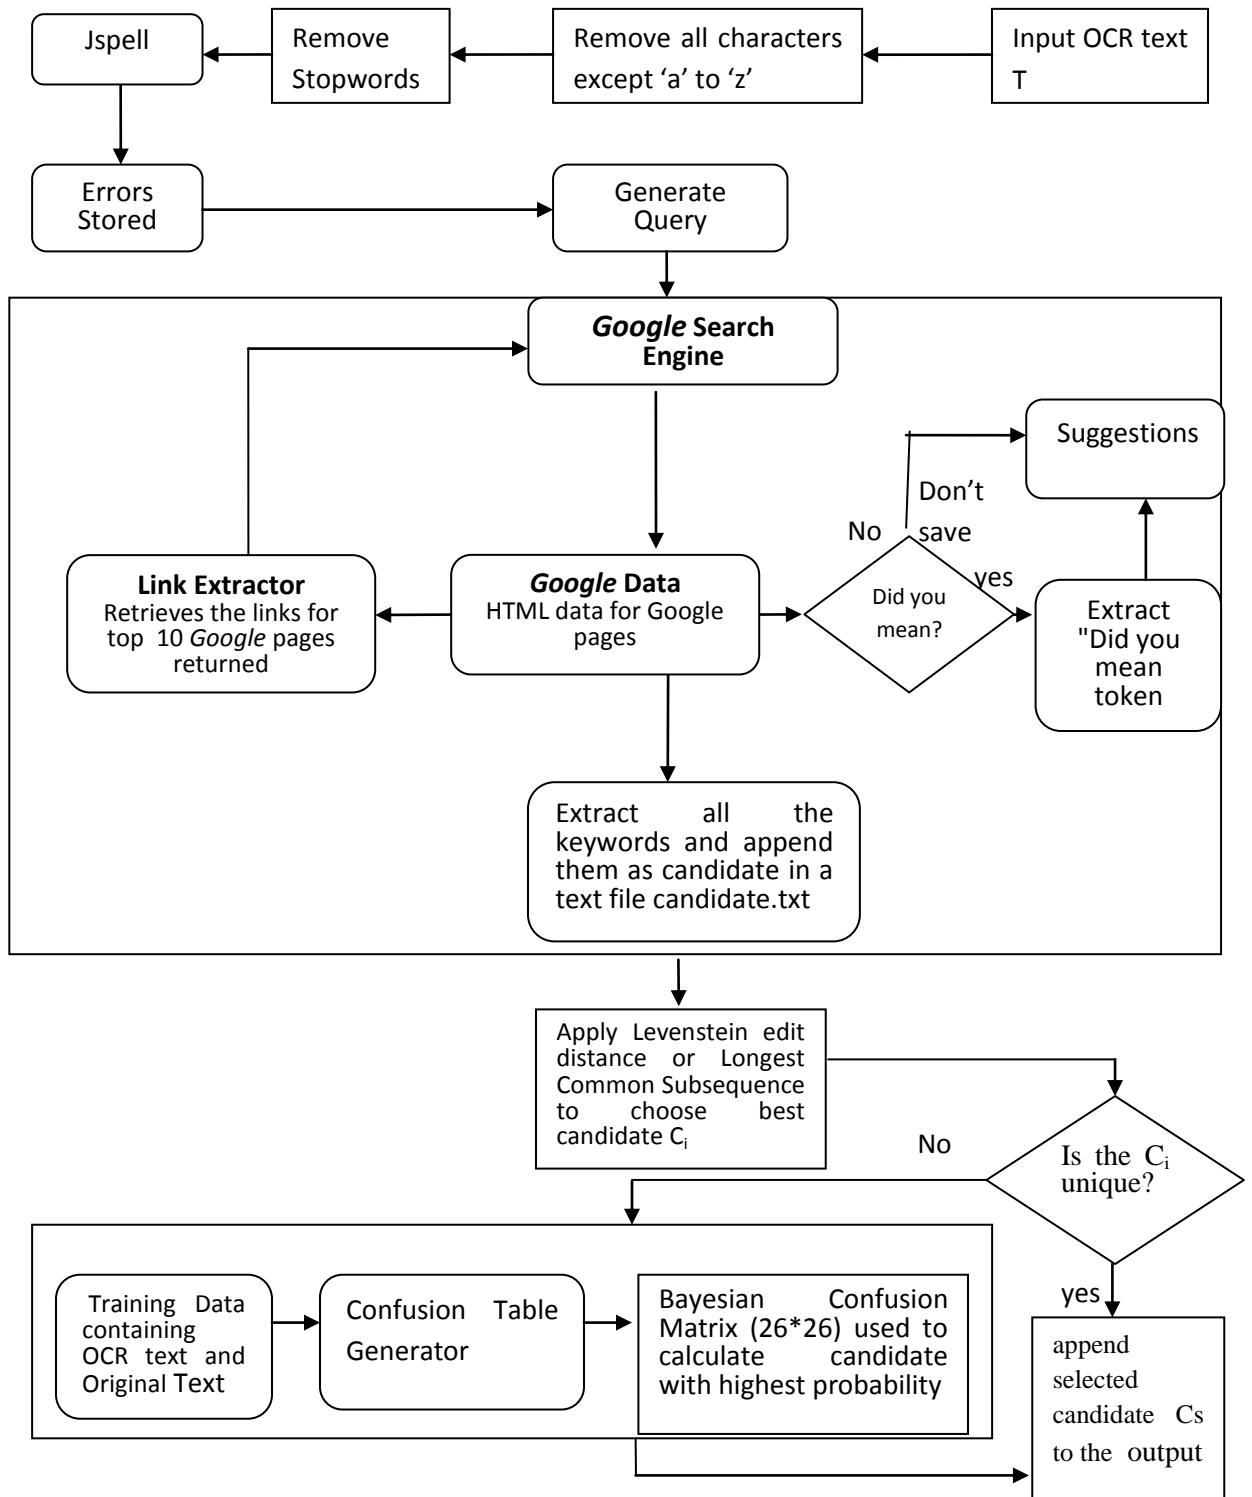 Jspell
Remove
Stopwords
Remove all characters
except ‘a’ to ‘z’
Input OCR text
T
Errors
Stored
Generate
Query
Google Search
Engine
Suggestions
Don’t
save
No
yes
Link Extractor
Retrieves the links for
top 10 Google pages
returned
Google Data
HTML data for Google
pages
Did you
mean?
Extract
"Did you
mean
token
Extract all the
keywords and append
them as candidate in a
text file candidate.txt
Apply Levenstein edit
distance or Longest
Common Subsequence
to choose best
candidate Ci
No
Is the Ci
unique?
yes
Training Data
containing
OCR text and
Original Text
Confusion Table
Generator
Bayesian Confusion
Matrix (26*26) used to
calculate candidate
with highest probability
append
selected
candidate Cs
to the output